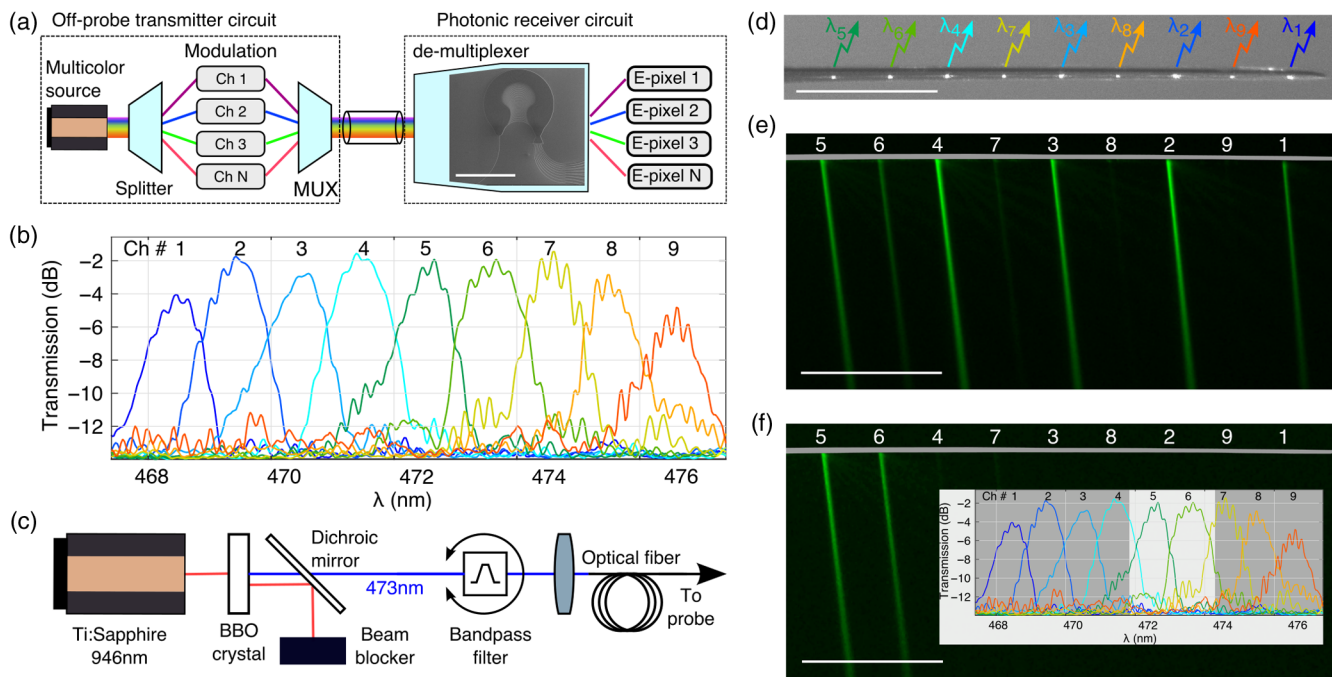 (a)
Off-probe transmitter circuit
Photonic receiver circuit
Multicolor
source
Modulation
Ch 1
Ch 2
Ch 3
Ch N
Splitter
MUX
de-multiplexer
E-pixel 1
E-pixel 2
E-pixel 3
E-pixel N
(b)
Ch # 1 2 3 4 5 6 7 8 9
Transmission (dB)
−2
−4
−6
−8
−10
−12
468 470 472 474 476
λ (nm)
(c)
Ti:Sapphire
946nm
BBO
crystal
Dichroic
mirror
473nm
Beam
blocker
Bandpass
filter
Optical fiber
To
probe
(d)
λ5 λ6 λ4 λ7 λ3 λ8 λ2 λ9 λ1
(e)
5 6 4 7 3 8 2 9 1
(f)
5 6 4 7 3 8 2 9 1
Ch # 1 2 3 4 5 6 7 8 9
Transmission (dB)
−2
−4
−6
−8
−10
−12
468 470 472 474 476
λ (nm)